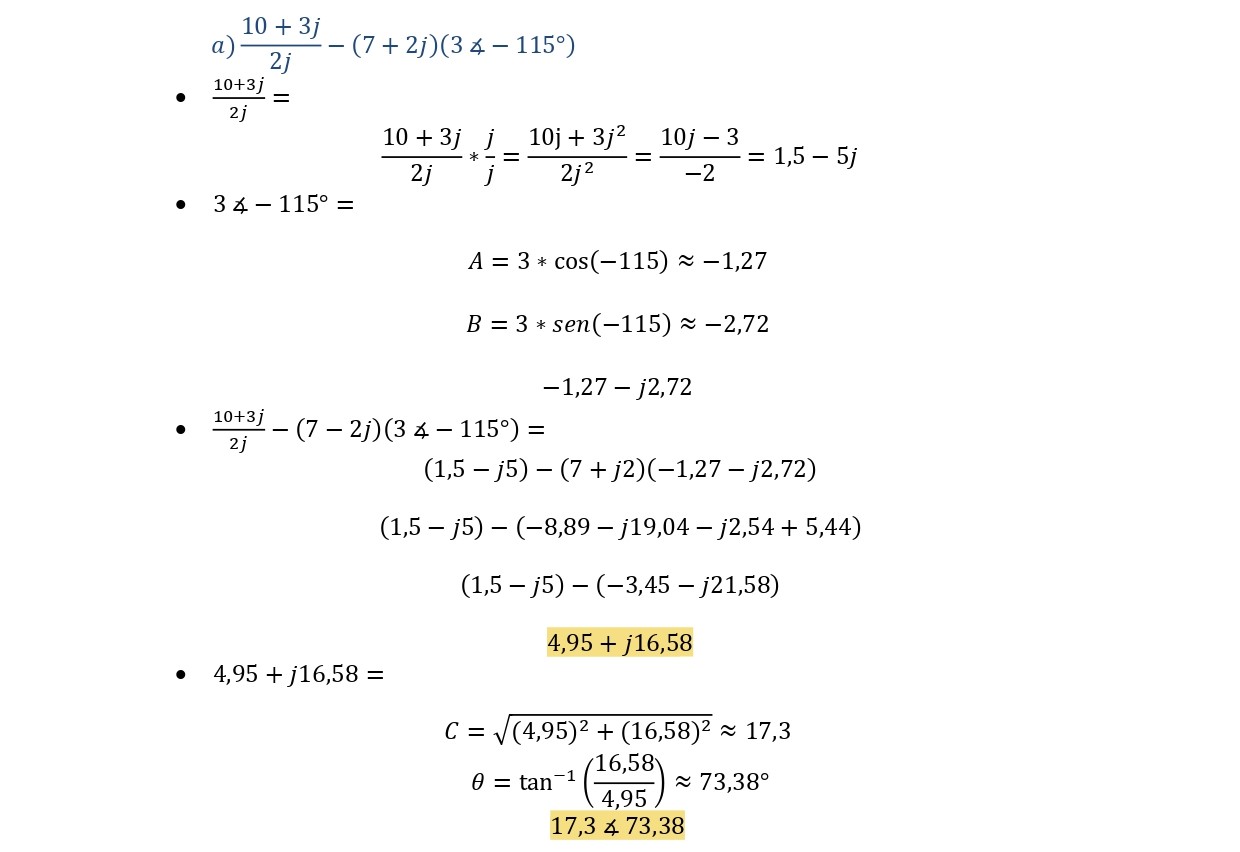 a) (10 + 3j)/(2j) − (7 + 2j)(3 ∡ − 115°)
• (10+3j)/(2j) =
(10 + 3j)/(2j) ∗ j/j = (10j + 3j²)/(2j²) = (10j − 3)/(−2) = 1,5 − 5j
• 3 ∡ − 115° =
A = 3 ∗ cos(−115) ≈ −1,27
B = 3 ∗ sen(−115) ≈ −2,72
−1,27 − j2,72
• (10+3j)/(2j) − (7 − 2j)(3 ∡ − 115°) =
(1,5 − j5) − (7 + j2)(−1,27 − j2,72)
(1,5 − j5) − (−8,89 − j19,04 − j2,54 + 5,44)
(1,5 − j5) − (−3,45 − j21,58)
4,95 + j16,58
• 4,95 + j16,58 =
C = √((4,95)² + (16,58)²) ≈ 17,3
θ = tan⁻¹(16,58/4,95) ≈ 73,38°
17,3 ∡ 73,38